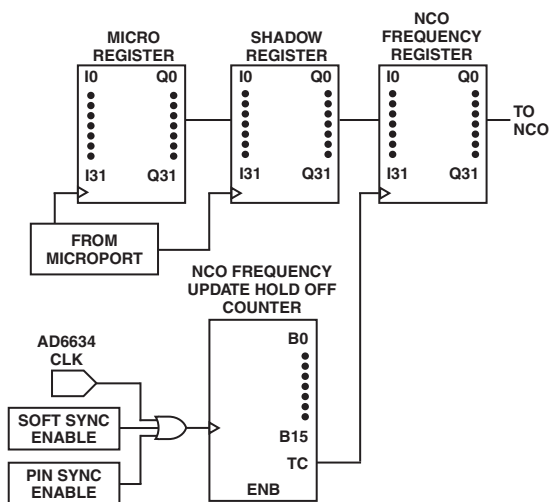 MICRO
REGISTER
SHADOW
REGISTER
NCO
FREQUENCY
REGISTER
I0 Q0
I31 Q31
I0 Q0
I31 Q31
I0 Q0
I31 Q31
TO
NCO
FROM
MICROPORT
NCO FREQUENCY
UPDATE HOLD OFF
COUNTER
AD6634
CLK
SOFT SYNC
ENABLE
PIN SYNC
ENABLE
B0
B15
TC
ENB